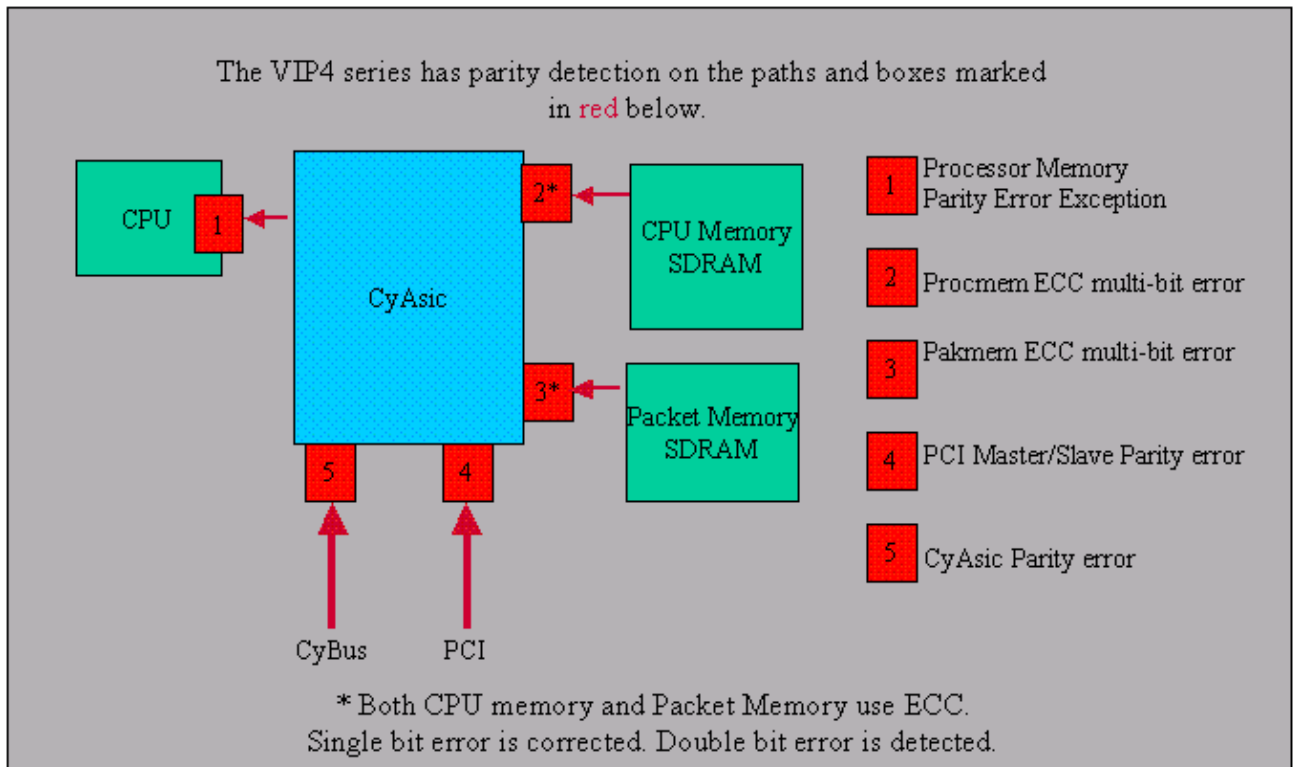 The VIP4 series has parity detection on the paths and boxes marked
in red below.
CPU
1
CyAsic
2*
CPU Memory
SDRAM
3*
Packet Memory
SDRAM
5
4
CyBus
PCI
1
Processor Memory
Parity Error Exception
2
Procmem ECC multi-bit error
3
Pakmem ECC multi-bit error
4
PCI Master/Slave Parity error
5
CyAsic Parity error
* Both CPU memory and Packet Memory use ECC.
Single bit error is corrected. Double bit error is detected.